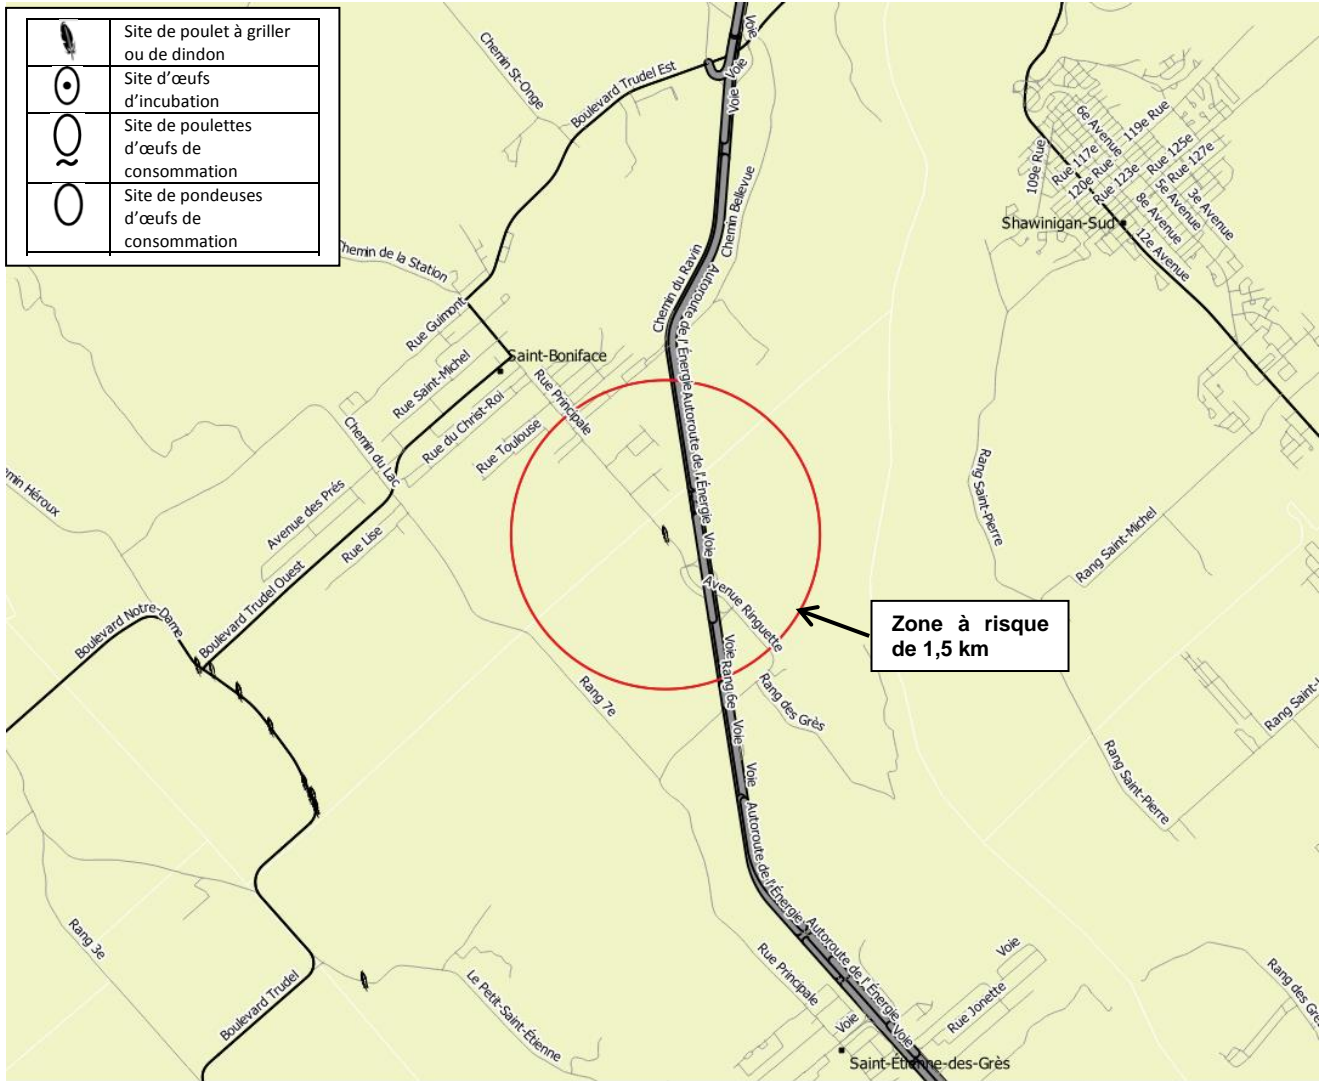 Site de poulet à griller
ou de dindon
Site d'œufs
d'incubation
Site de poulettes
d'œufs de
consommation
Site de pondeuses
d'œufs de
consommation
Chemin St-Onge
Boulevard Trudel Est
Voie
Voie
Voie
Voie
6e Avenue
119e Rue
109e Rue
Rue 117e
120e Rue
Rue 123e
Rue 125e
Rue 127e
5e Avenue
3e Avenue
8e Avenue
12e Avenue
Shawinigan-Sud
Chemin Bellevue
Chemin de la Station
Chemin du Ravin
Autoroute de l' Énergie
Autoroute de l' Énergie
Rue Guimont
Saint-Boniface
Rue Saint-Michel
Rue Principale
Rue du Christ-Roi
Rue Toulouse
Chemin du Lac
emin Héroux
Avenue des Prés
Rue Lise
Rang Saint-Pierre
Rang Saint-Michel
Voie
Avenue Ringuette
Boulevard Notre-Dame
Boulevard Trudel Ouest
Zone à risque
de 1,5 km
Voie
Rang 6e
Voie
Rang 7e
Rang des Grès
Voie
Rang Saint-
Rang Saint-Pierre
Autoroute de l' Énergie
Autoroute de l' Énergie
Rang 3e
Boulevard Trudel
Le Petit-Saint-Étienne
Rue Principale
Voie
Voie
Voie
Rue Jonette
Rang des Grès
Saint-Étienne-des-Grès